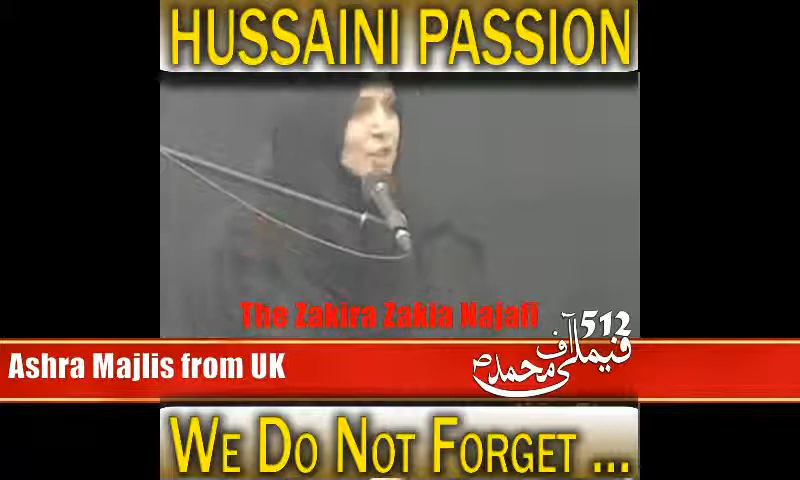 HUSSAINI PASSION
The Zakira Zakia Najafi
Ashra Majlis from UK
512
فیملی آف محمد ص
WE DO NOT FORGET ...